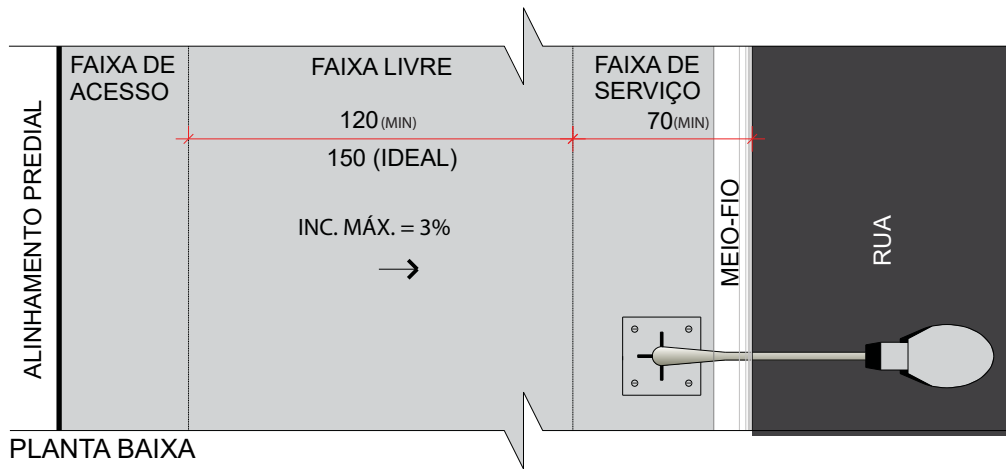 ALINHAMENTO PREDIAL
FAIXA DE
ACESSO
FAIXA LIVRE
120 (MIN)
150 (IDEAL)
INC. MÁX. = 3%
FAIXA DE
SERVIÇO
70 (MIN)
MEIO-FIO
RUA
PLANTA BAIXA